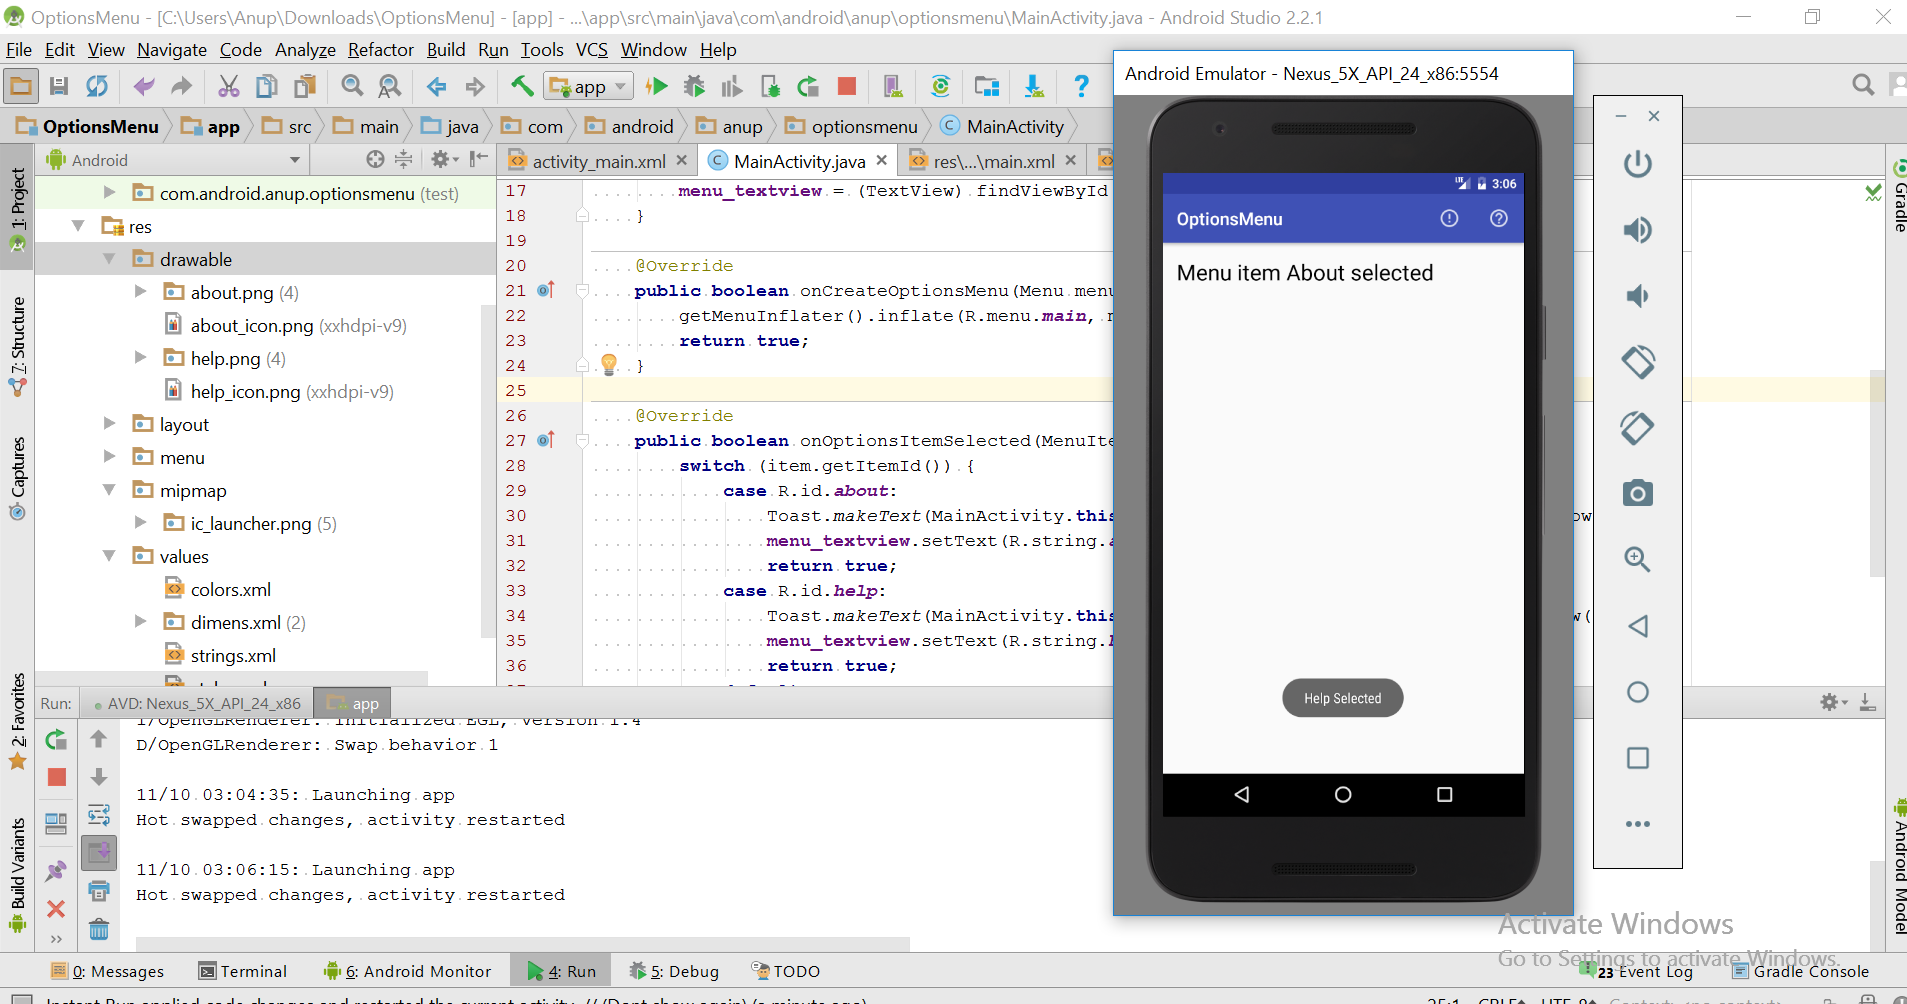 OptionsMenu - [C:\Users\Anup\Downloads\OptionsMenu] - [app] - ...\app\src\main\java\com\android\anup\optionsmenu\MainActivity.java - Android Studio 2.2.1
File Edit View Navigate Code Analyze Refactor Build Run Tools VCS Window Help
app
OptionsMenu app src main java com android anup optionsmenu MainActivity
Android
activity_main.xml MainActivity.java res\...\main.xml
1: Project
7: Structure
Captures
2: Favorites
Build Variants
com.android.anup.optionsmenu (test)
res
drawable
about.png (4)
about_icon.png (xxhdpi-v9)
help.png (4)
help_icon.png (xxhdpi-v9)
layout
menu
mipmap
ic_launcher.png (5)
values
colors.xml
dimens.xml (2)
strings.xml
17 menu_textview = (TextView) findViewById
18 }
19
20 @Override
21 public boolean onCreateOptionsMenu(Menu menu
22 getMenuInflater().inflate(R.menu.main,
23 return true;
24 }
25
26 @Override
27 public boolean onOptionsItemSelected(MenuIte
28 switch (item.getItemId()) {
29 case R.id.about:
30 Toast.makeText(MainActivity.this
31 menu_textview.setText(R.string.
32 return true;
33 case R.id.help:
34 Toast.makeText(MainActivity.this
35 menu_textview.setText(R.string.
36 return true;
Android Emulator - Nexus_5X_API_24_x86:5554
LTE 3:06
OptionsMenu
Menu item About selected
Help Selected
Gradle
Android Model
Run: AVD: Nexus_5X_API_24_x86 app
I/OpenGLRenderer: Initialized EGL, version 1.4
D/OpenGLRenderer: Swap behavior 1
11/10 03:04:35: Launching app
Hot swapped changes, activity restarted
11/10 03:06:15: Launching app
Hot swapped changes, activity restarted
Activate Windows
Go to Settings to activate Windows.
0: Messages Terminal 6: Android Monitor 4: Run 5: Debug TODO 23 Event Log Gradle Console
Instant Run applied code changes and restarted the current activity. // (Dont show again) (a minute ago)
25:1 CRLF UTF-8 Context: <no context>